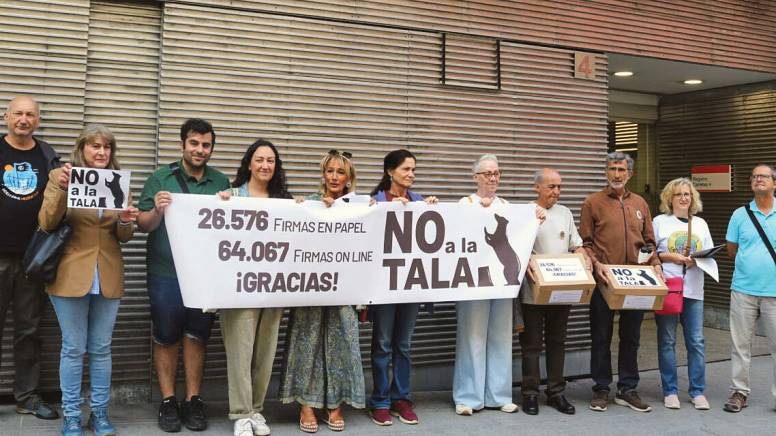 4
NO
a la
TALA
26.576 FIRMAS EN PAPEL
64.067 FIRMAS ON LINE
¡GRACIAS!
NO a la
TALA
NO a la
TALA
Registro